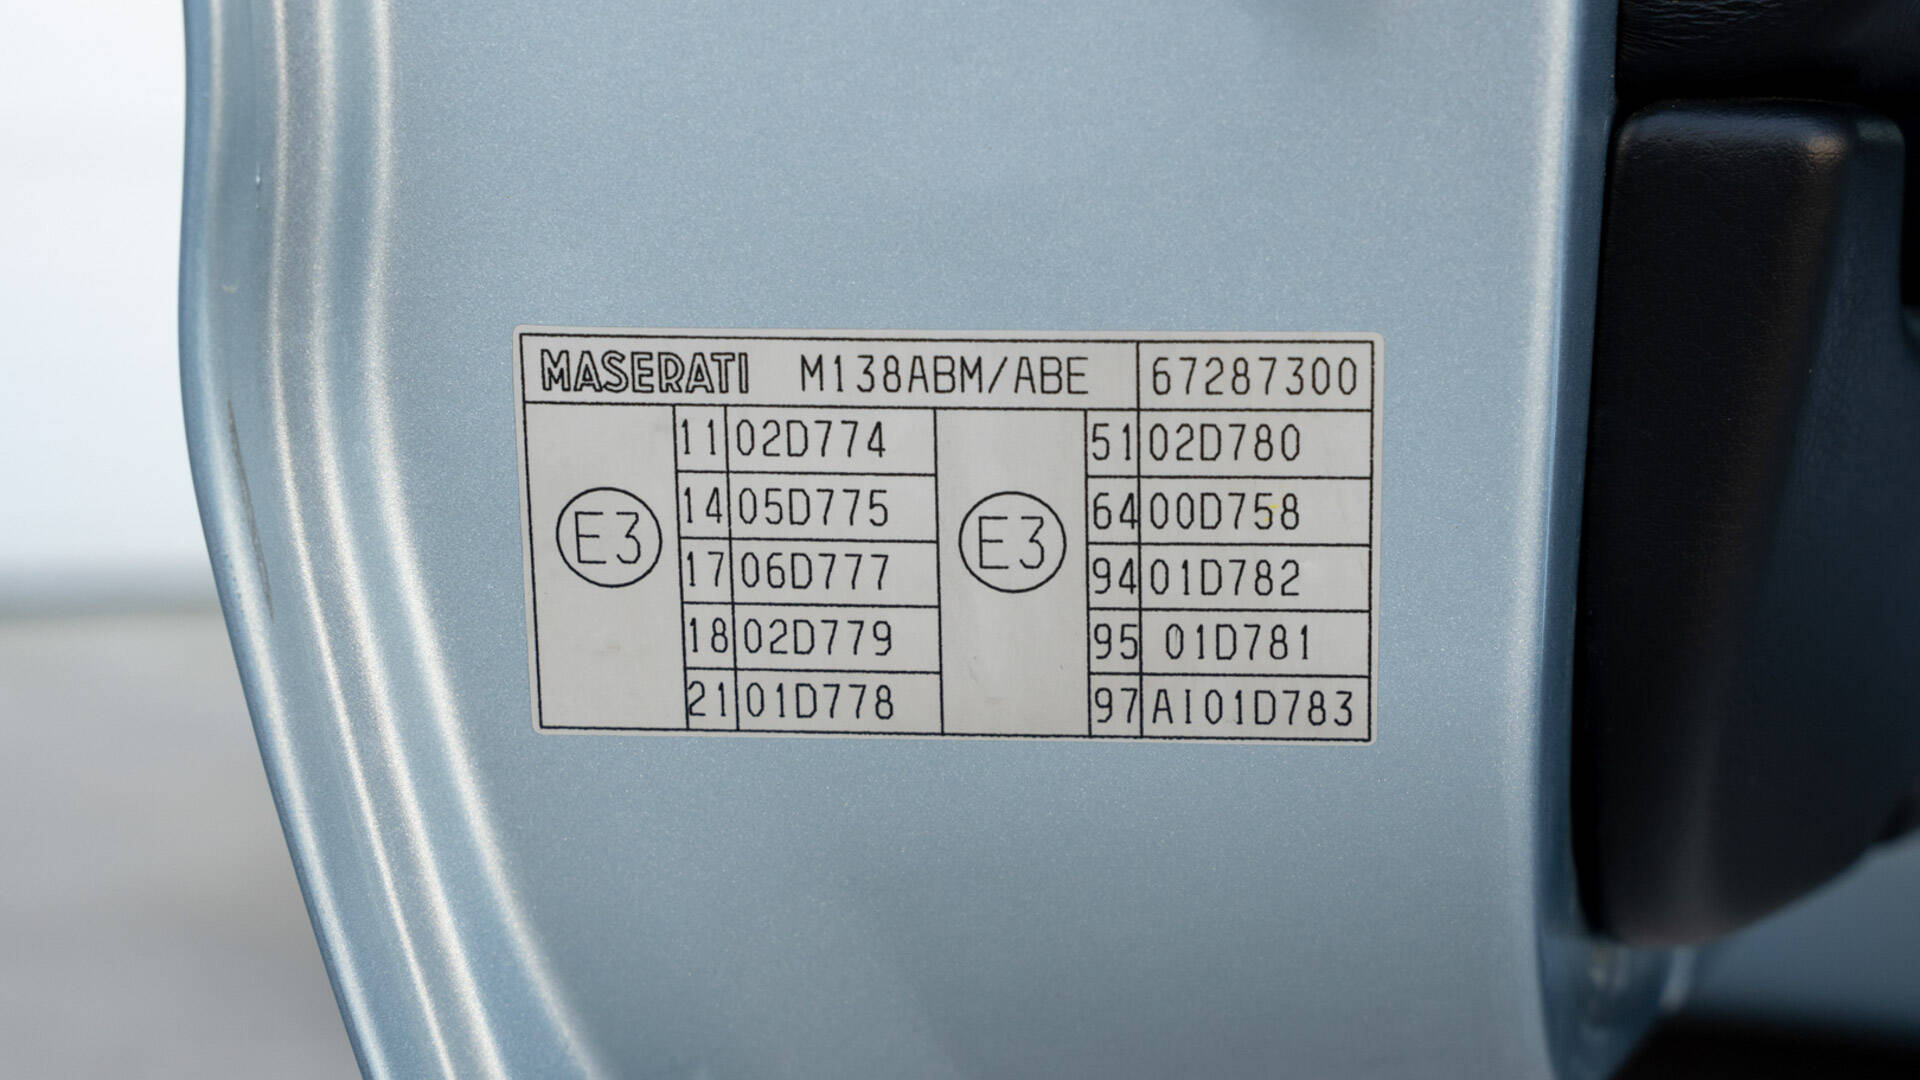 MASERATI M138ABM/ABE 67287300
E3 11 02D774 E3 51 02D780
14 05D775 64 00D758
17 06D777 94 01D782
18 02D779 95 01D781
21 01D778 97 AI01D783